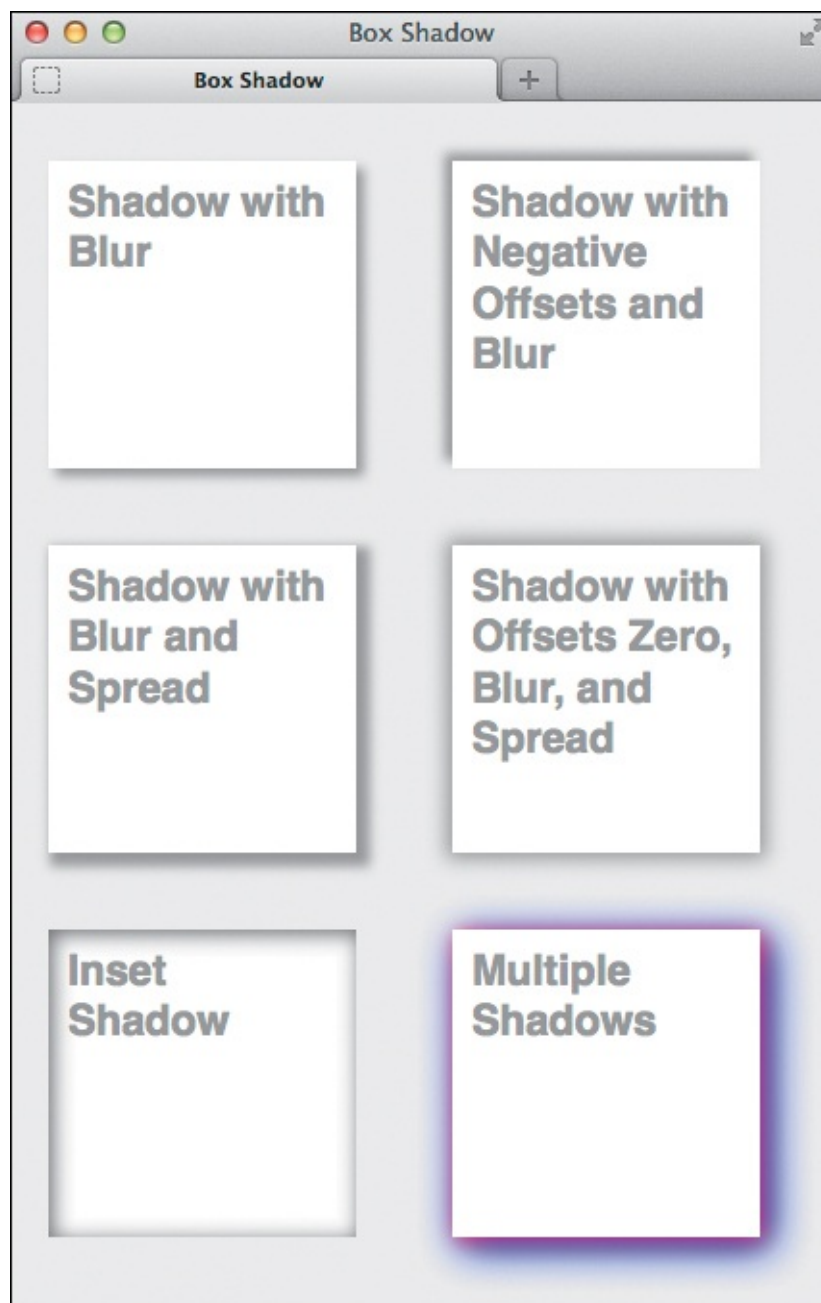 Box Shadow
Box Shadow
Shadow with
Blur
Shadow with
Negative
Offsets and
Blur
Shadow with
Blur and
Spread
Shadow with
Offsets Zero,
Blur, and
Spread
Inset
Shadow
Multiple
Shadows